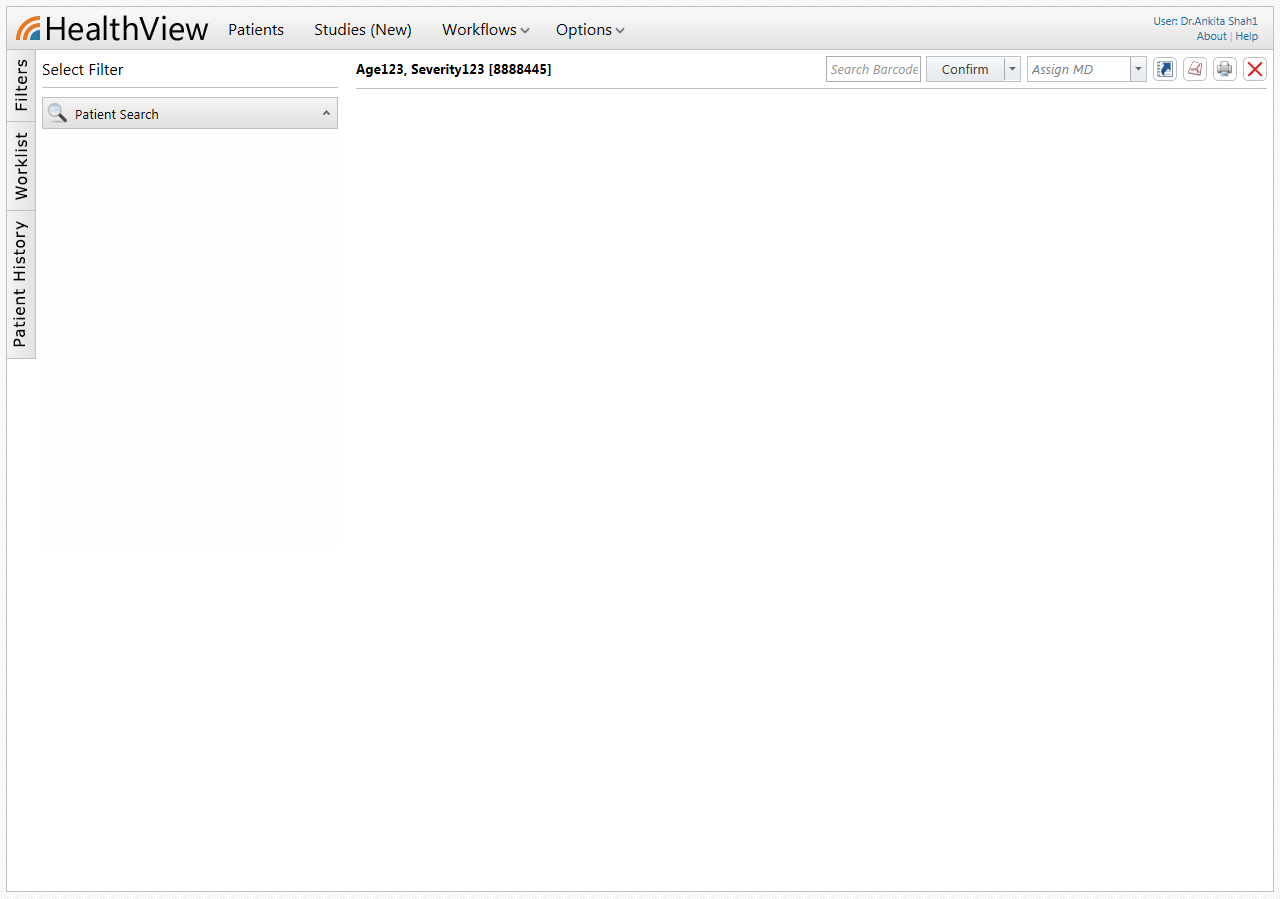 HealthView
Patients Studies (New) Workflows Options
User: Dr.Ankita Shah1
About | Help
Filters
Worklist
Patient History
Select Filter
Patient Search
Age123, Severity123 [8888445]
Search Barcode
Confirm
Assign MD